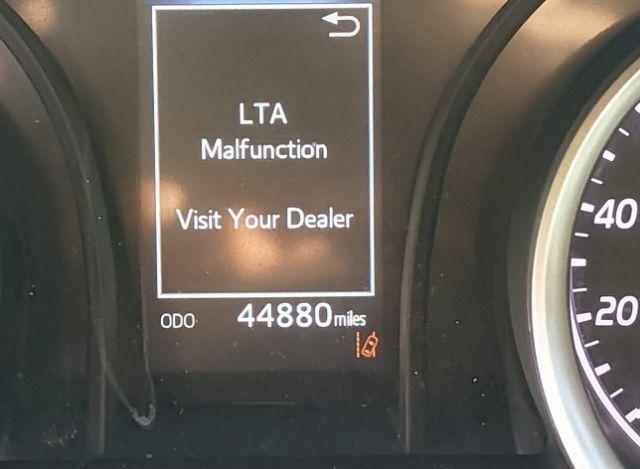 LTA
Malfunction
Visit Your Dealer
ODO 44880 miles
40
20